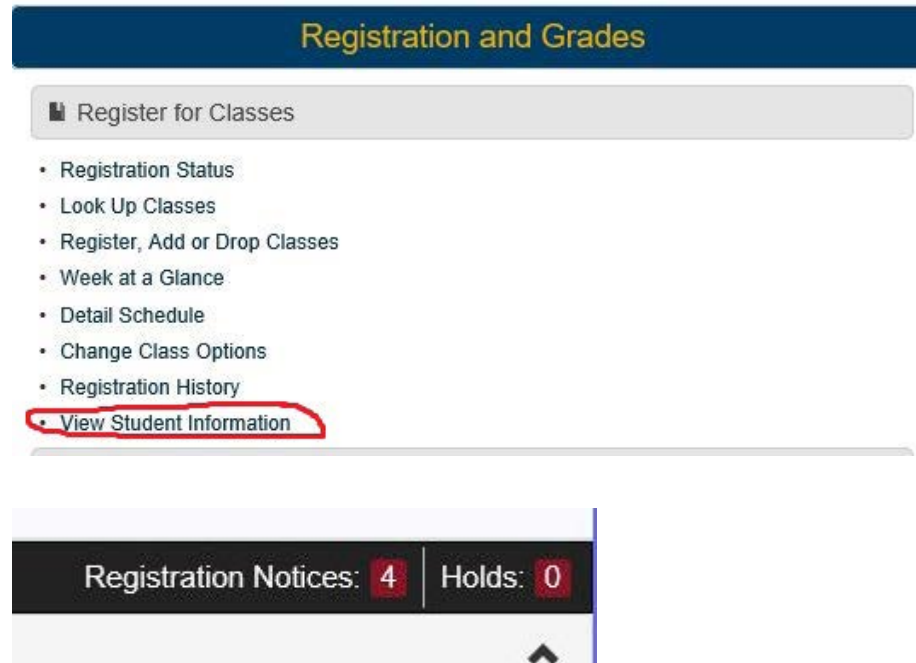 Registration and Grades
Register for Classes
• Registration Status
• Look Up Classes
• Register, Add or Drop Classes
• Week at a Glance
• Detail Schedule
• Change Class Options
• Registration History
• View Student Information
Registration Notices: 4 Holds: 0